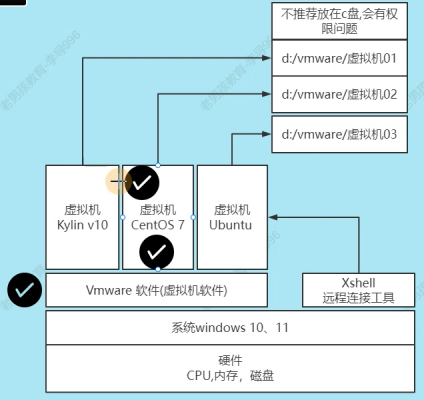 不推荐放在c盘,会有权
限问题
d:/vmware/虚拟机01
d:/vmware/虚拟机02
d:/vmware/虚拟机03
虚拟机
Kylin v10
虚拟机
CentOS 7
虚拟机
Ubuntu
Vmware 软件(虚拟机软件)
Xshell
远程连接工具
系统windows 10、11
硬件
CPU,内存，磁盘